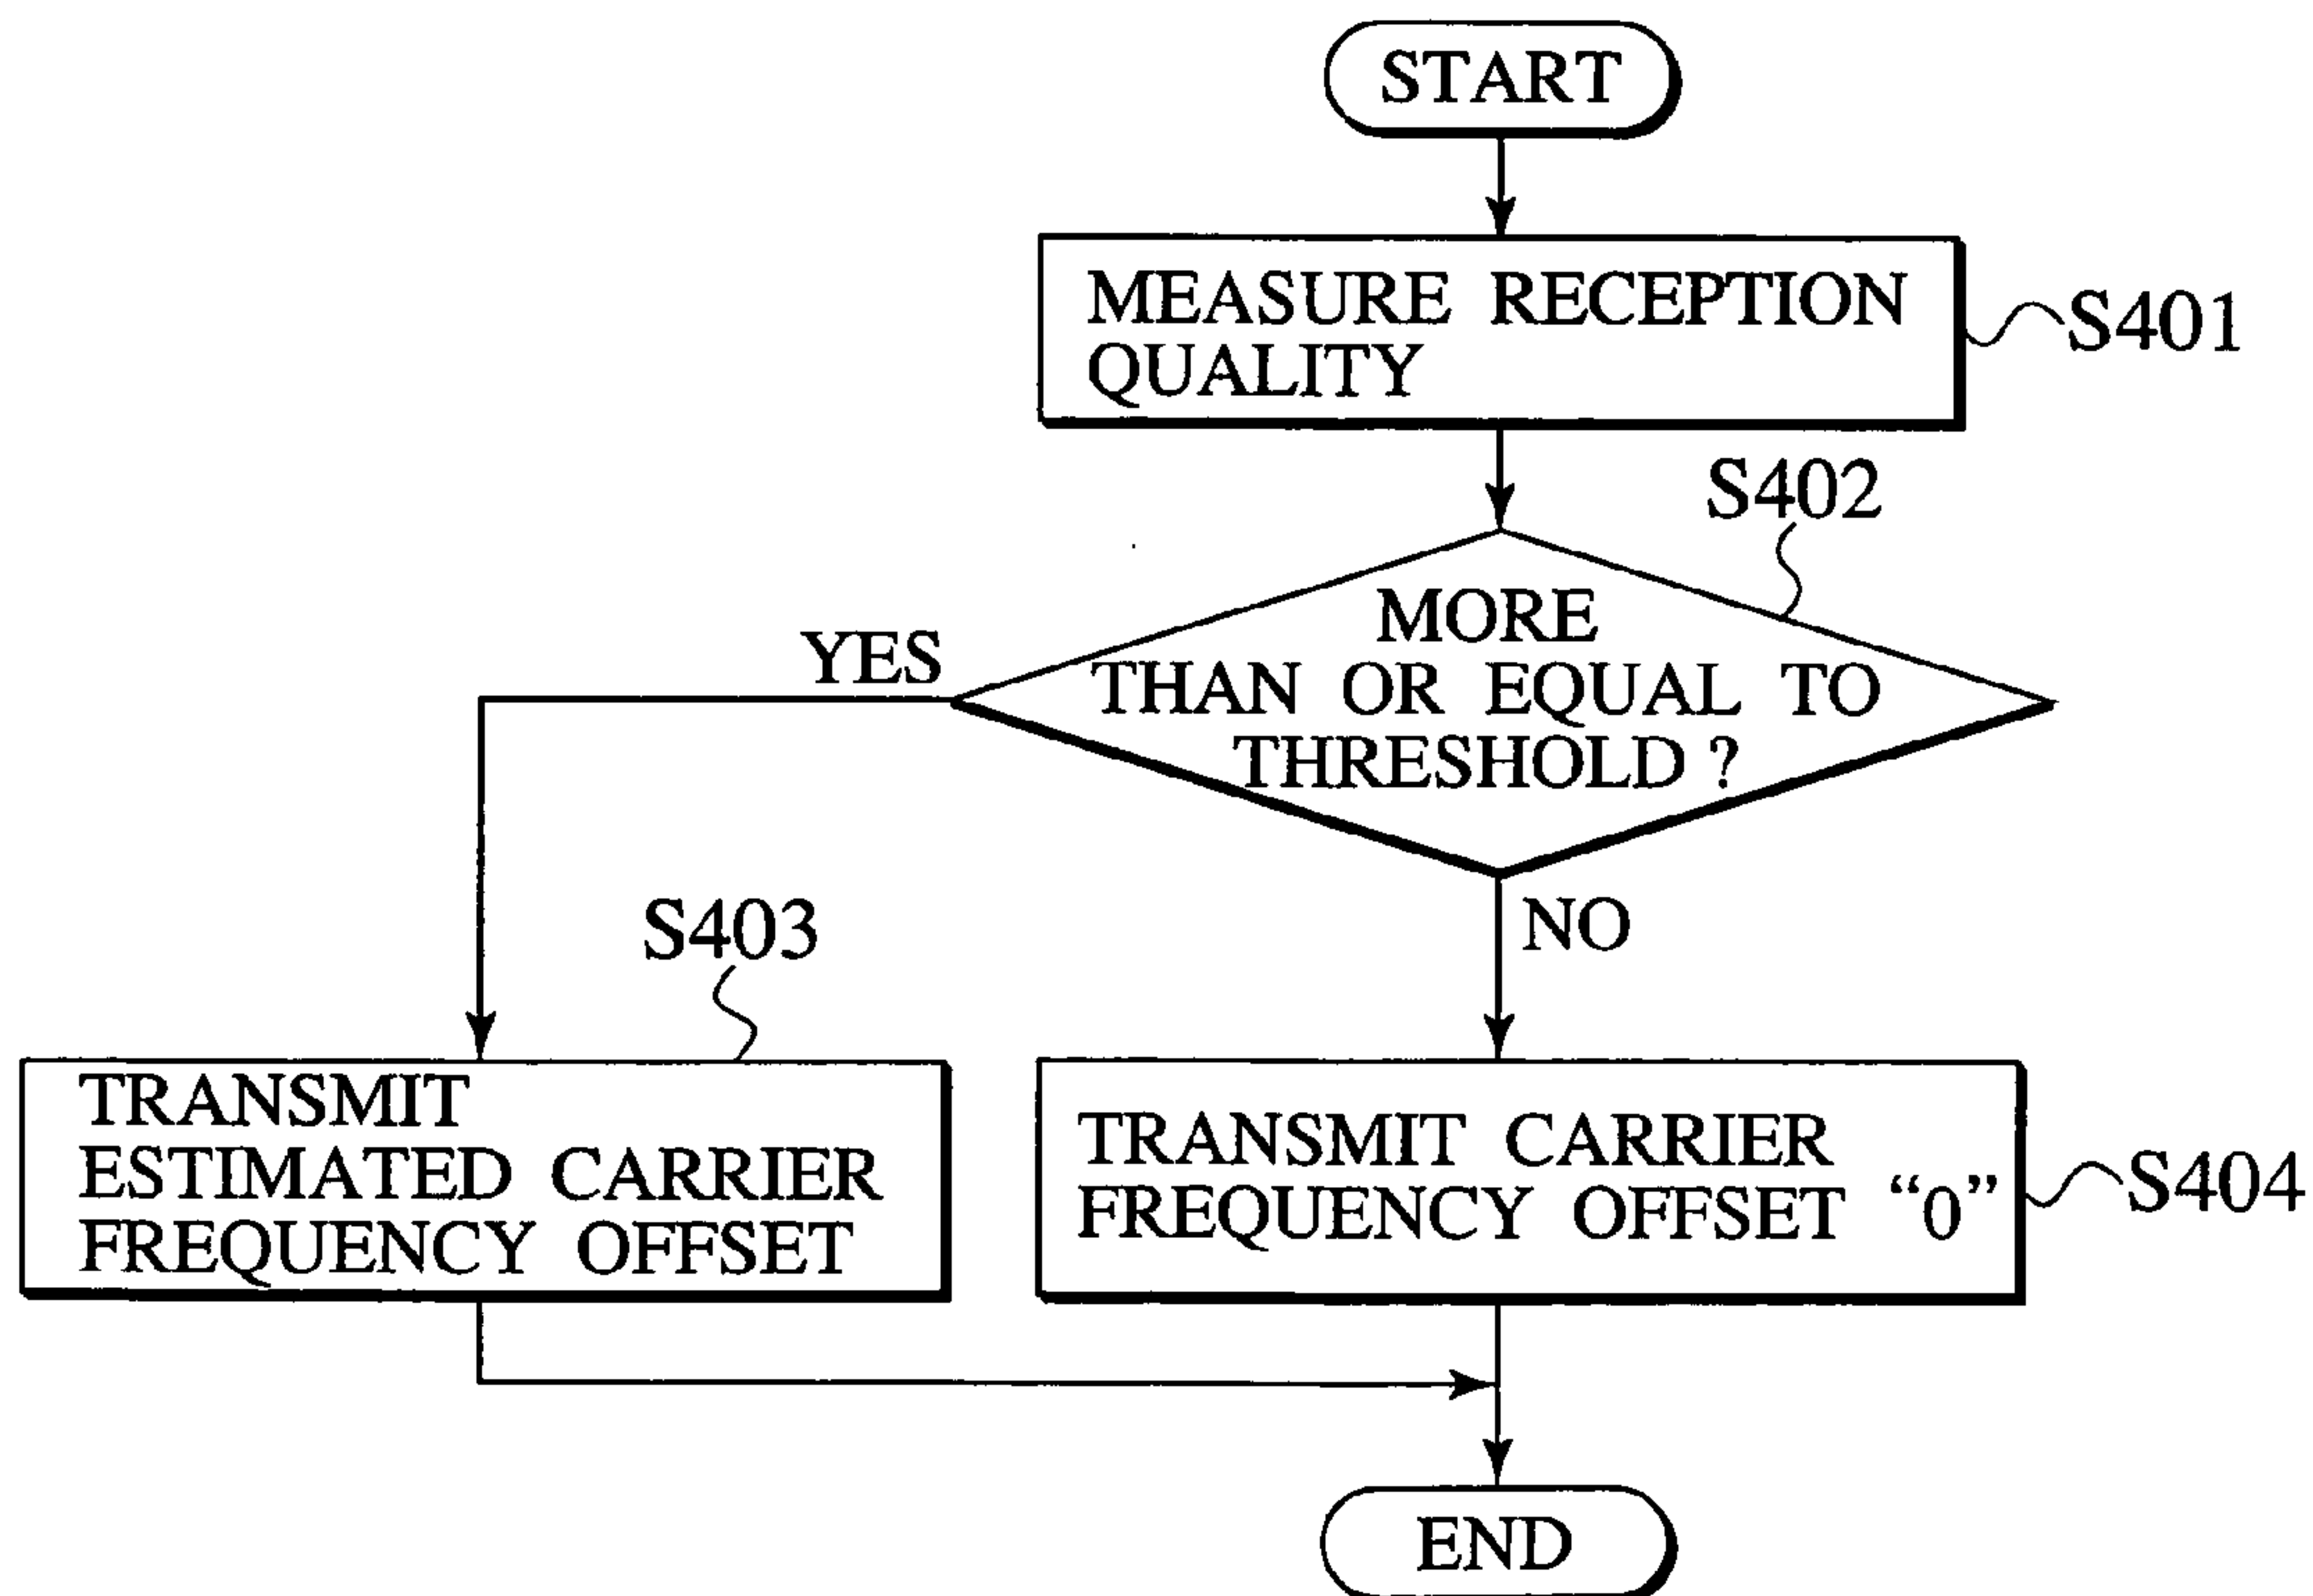 START
MEASURE RECEPTION
QUALITY
S401
S402
MORE
THAN OR EQUAL TO
THRESHOLD ?
YES
NO
S403
TRANSMIT
ESTIMATED CARRIER
FREQUENCY OFFSET
TRANSMIT CARRIER
FREQUENCY OFFSET “0”
S404
END